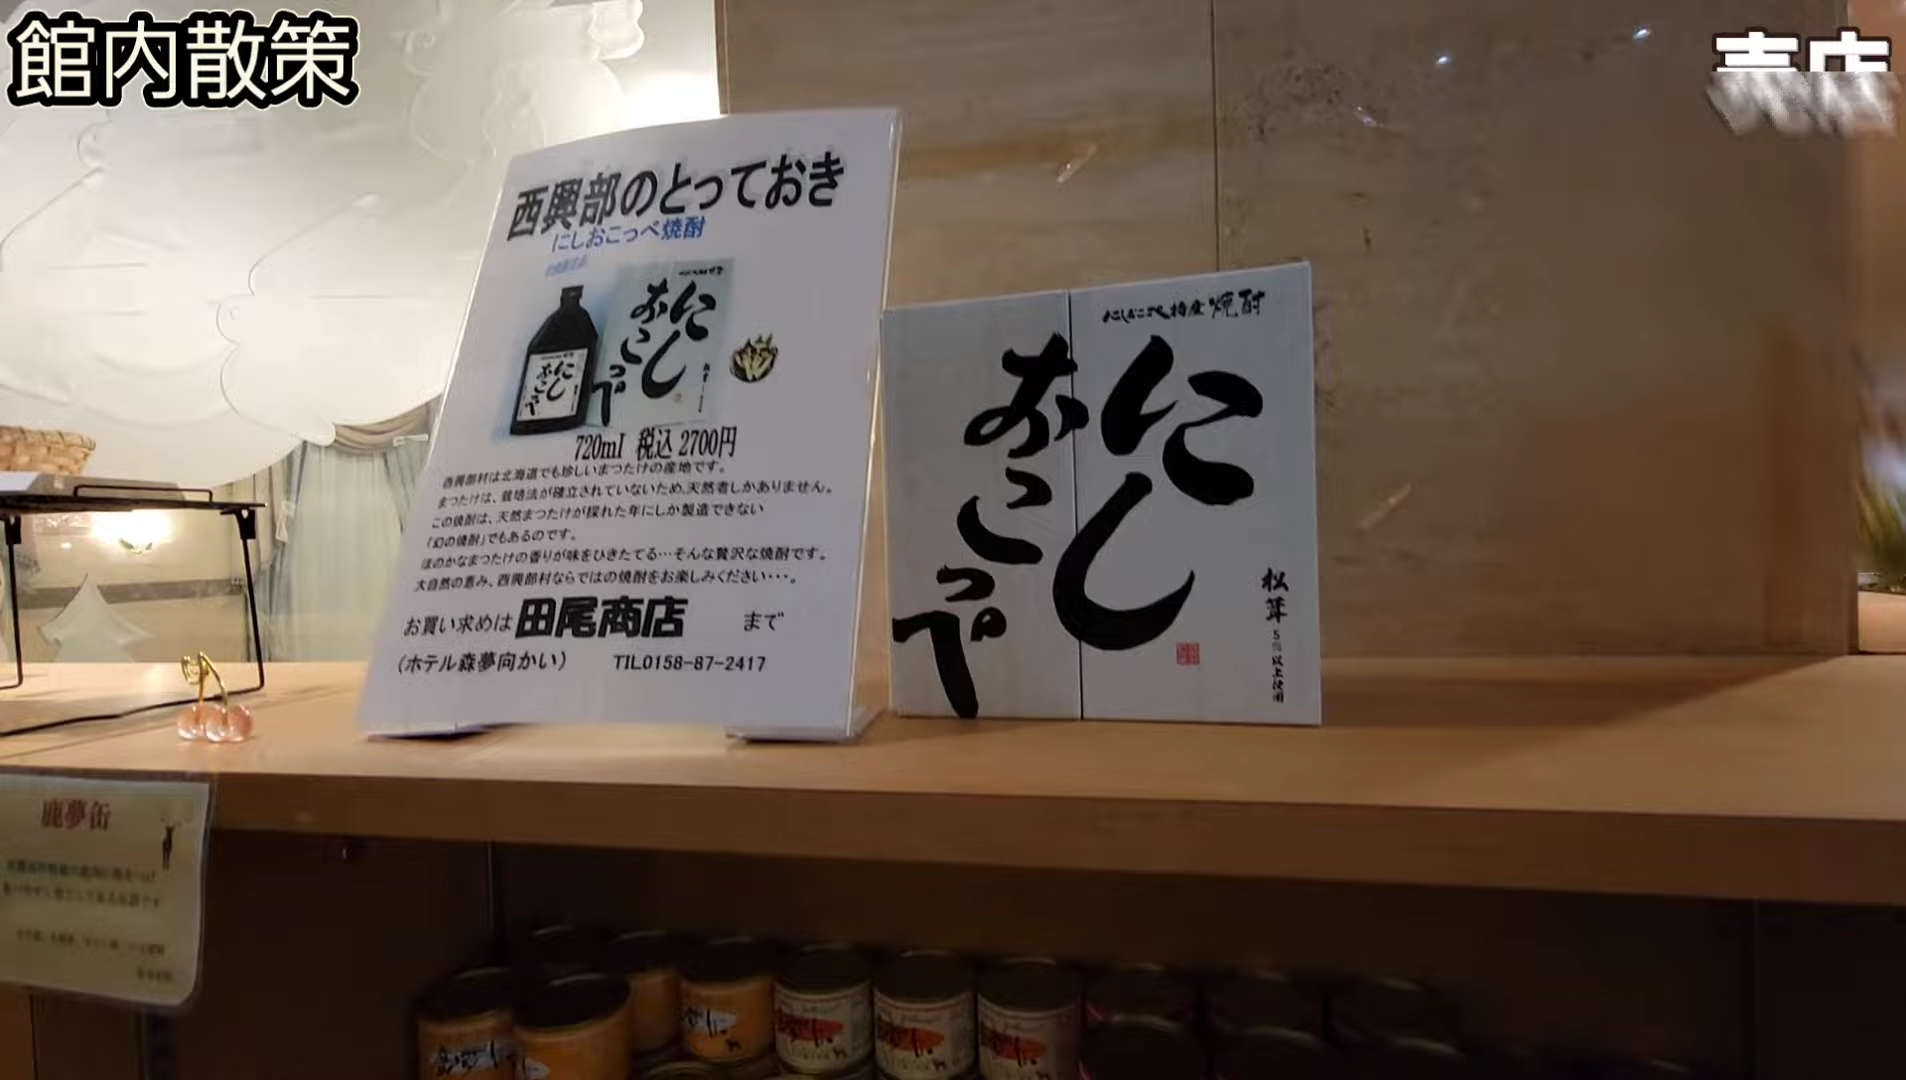 館内散策
売店
西興部のとっておき
にしおこっぺ焼酎
にし
おこっぺ
720ml 税込 2700円
西興部村は北海道でも珍しいまつたけの産地です。
まつたけは、栽培法が確立されていないため、天然者しかありません。
この焼酎は、天然まつたけが採れた年にしか製造できない
「幻の焼酎」でもあるのです。
ほのかなまつたけの香りが味をひきたてる…そんな贅沢な焼酎です。
大自然の恵み、西興部村ならではの焼酎をお楽しみください・・・。
お買い求めは 田尾商店 まで
(ホテル森夢向かい) TIL0158-87-2417
にしおこっぺ特産 焼酎
にし
おこっぺ
松茸 5%以上使用
鹿夢缶